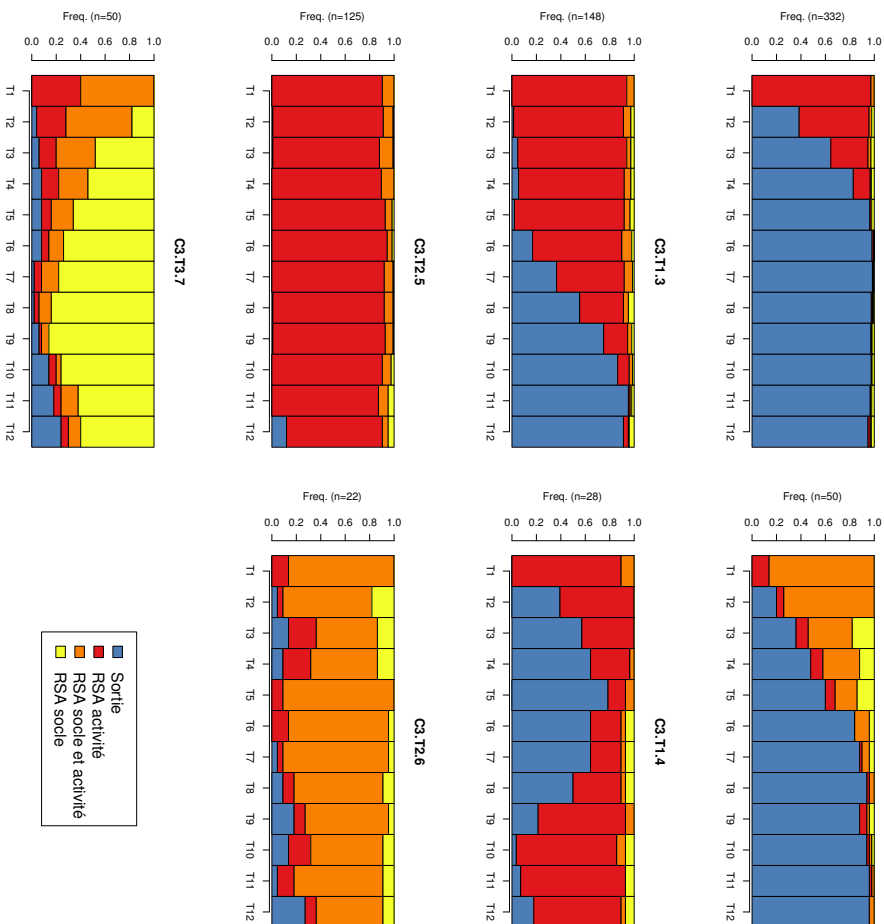 Freq. (n=332)
0.0 0.2 0.4 0.6 0.8 1.0
T1 T2 T3 T4 T5 T6 T7 T8 T9 T10 T11 T12
Freq. (n=50)
0.0 0.2 0.4 0.6 0.8 1.0
T1 T2 T3 T4 T5 T6 T7 T8 T9 T10 T11 T12
C3.T1.3
Freq. (n=148)
0.0 0.2 0.4 0.6 0.8 1.0
T1 T2 T3 T4 T5 T6 T7 T8 T9 T10 T11 T12
C3.T1.4
Freq. (n=28)
0.0 0.2 0.4 0.6 0.8 1.0
T1 T2 T3 T4 T5 T6 T7 T8 T9 T10 T11 T12
C3.T2.5
Freq. (n=125)
0.0 0.2 0.4 0.6 0.8 1.0
T1 T2 T3 T4 T5 T6 T7 T8 T9 T10 T11 T12
C3.T2.6
Freq. (n=22)
0.0 0.2 0.4 0.6 0.8 1.0
T1 T2 T3 T4 T5 T6 T7 T8 T9 T10 T11 T12
C3.T3.7
Freq. (n=50)
0.0 0.2 0.4 0.6 0.8 1.0
T1 T2 T3 T4 T5 T6 T7 T8 T9 T10 T11 T12
Sortie
RSA activité
RSA socle et activité
RSA socle